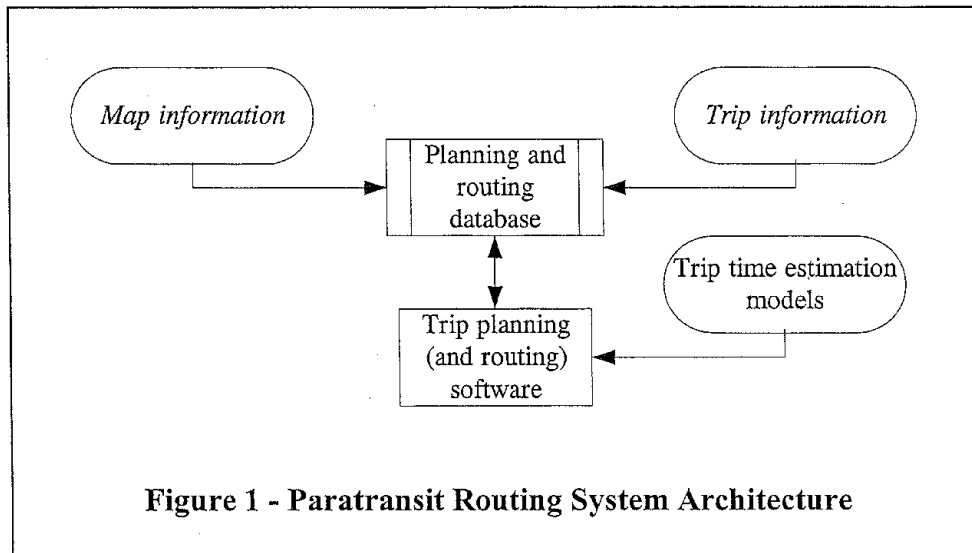 Map information
Trip information
Planning and
routing
database
Trip time estimation
models
Trip planning
(and routing)
software
Figure 1 - Paratransit Routing System Architecture